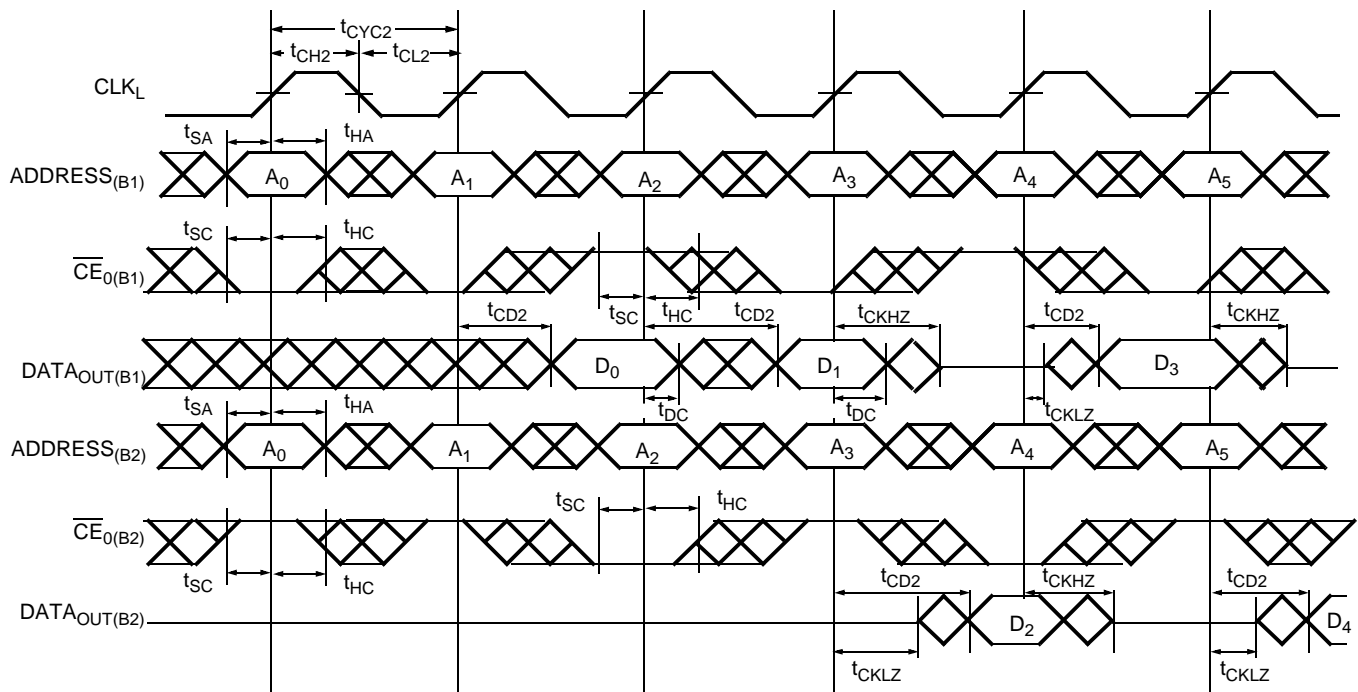 tCYC2
tCH2 tCL2
CLKL
tSA tHA
ADDRESS(B1) A0 A1 A2 A3 A4 A5
tSC tHC
CE0(B1)
tCD2 tSC tHC tCD2 tCKHZ tCD2 tCKHZ
DATAOUT(B1) D0 D1 D3
tSA tHA tDC tDC tCKLZ
ADDRESS(B2) A0 A1 A2 A3 A4 A5
tSC tHC
CE0(B2)
tSC tHC tCD2 tCKHZ tCD2
DATAOUT(B2) D2 D4
tCKLZ tCKLZ